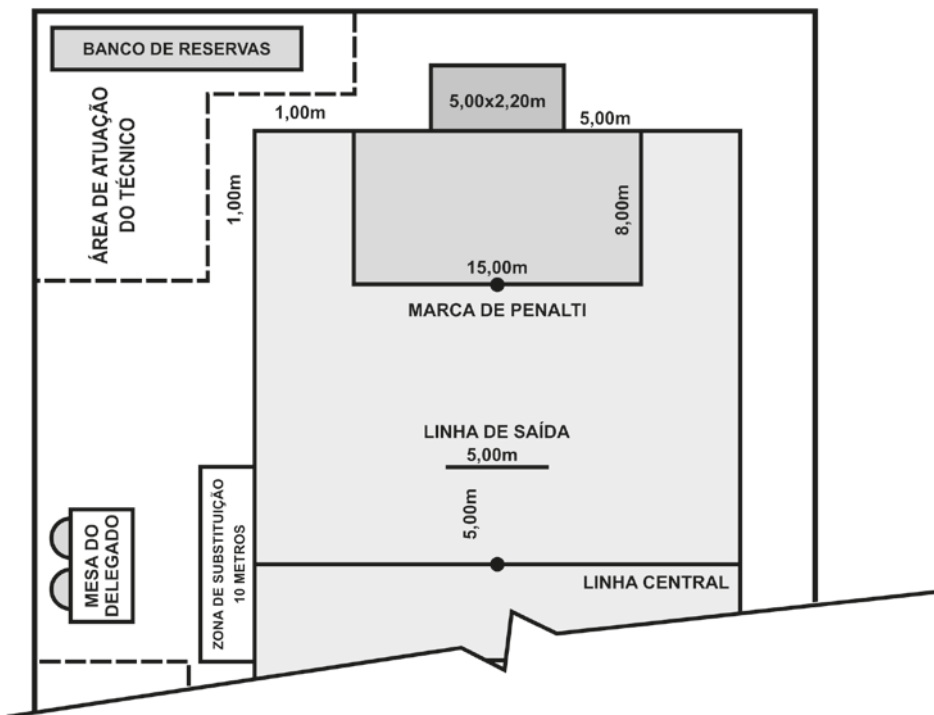 BANCO DE RESERVAS
5,00x2,20m
1,00m
5,00m
ÁREA DE ATUAÇÃO
DO TÉCNICO
1,00m
8,00m
15,00m
MARCA DE PENALTI
LINHA DE SAÍDA
5,00m
5,00m
ZONA DE SUBSTITUIÇÃO
10 METROS
MESA DO
DELEGADO
LINHA CENTRAL